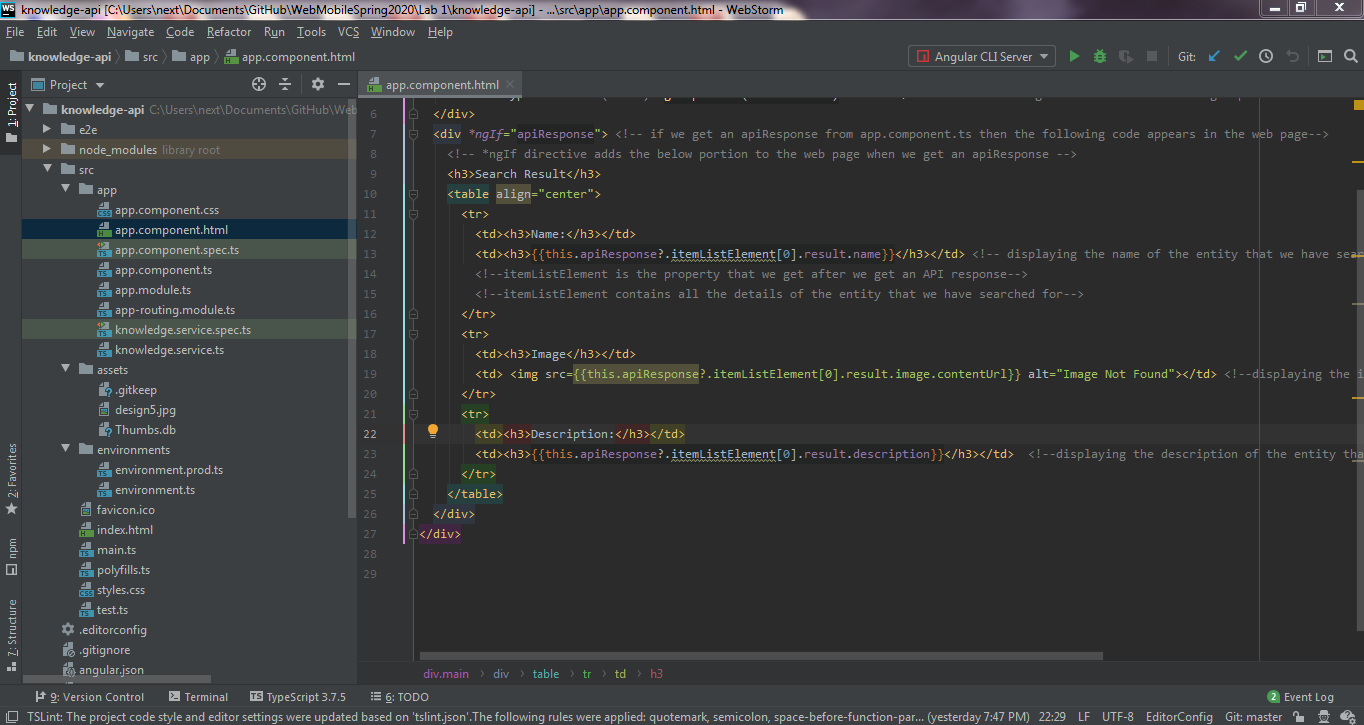 WS knowledge-api [C:\Users\next\Documents\GitHub\WebMobileSpring2020\Lab 1\knowledge-api] - ...\src\app\app.component.html - WebStorm
File Edit View Navigate Code Refactor Run Tools VCS Window Help
knowledge-api src app app.component.html Angular CLI Server Git:
1: Project
Project
knowledge-api C:\Users\next\Documents\GitHub\Web
e2e
node_modules library root
src
app
app.component.css
app.component.html
app.component.spec.ts
app.component.ts
app.module.ts
app-routing.module.ts
knowledge.service.spec.ts
knowledge.service.ts
assets
.gitkeep
design5.jpg
Thumbs.db
environments
environment.prod.ts
environment.ts
favicon.ico
index.html
main.ts
polyfills.ts
styles.css
test.ts
.editorconfig
.gitignore
angular.json
2: Favorites
npm
7: Structure
app.component.html
6 </div>
7 <div *ngIf="apiResponse"> <!-- if we get an apiResponse from app.component.ts then the following code appears in the web page-->
8 <!-- *ngIf directive adds the below portion to the web page when we get an apiResponse -->
9 <h3>Search Result</h3>
10 <table align="center">
11 <tr>
12 <td><h3>Name:</h3></td>
13 <td><h3>{{this.apiResponse?.itemListElement[0].result.name}}</h3></td> <!-- displaying the name of the entity that we have sear
14 <!--itemListElement is the property that we get after we get an API response-->
15 <!--itemListElement contains all the details of the entity that we have searched for-->
16 </tr>
17 <tr>
18 <td><h3>Image</h3></td>
19 <td> <img src={{this.apiResponse?.itemListElement[0].result.image.contentUrl}} alt="Image Not Found"></td> <!--displaying the i
20 </tr>
21 <tr>
22 <td><h3>Description:</h3></td>
23 <td><h3>{{this.apiResponse?.itemListElement[0].result.description}}</h3></td> <!--displaying the description of the entity tha
24 </tr>
25 </table>
26 </div>
27 </div>
28
29
div.main div table tr td h3
9: Version Control Terminal TypeScript 3.7.5 6: TODO 2 Event Log
TSLint: The project code style and editor settings were updated based on 'tslint.json'.The following rules were applied: quotemark, semicolon, space-before-function-par... (yesterday 7:47 PM) 22:29 LF UTF-8 EditorConfig Git: master